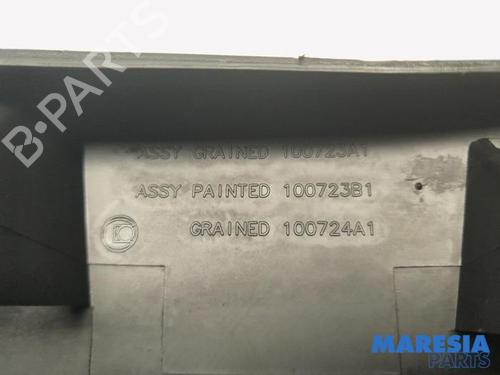 B-PARTS
ASSY GRAINED 100723A1
ASSY PAINTED 100723B1
GRAINED 100724A1
MARESIA
PARTS